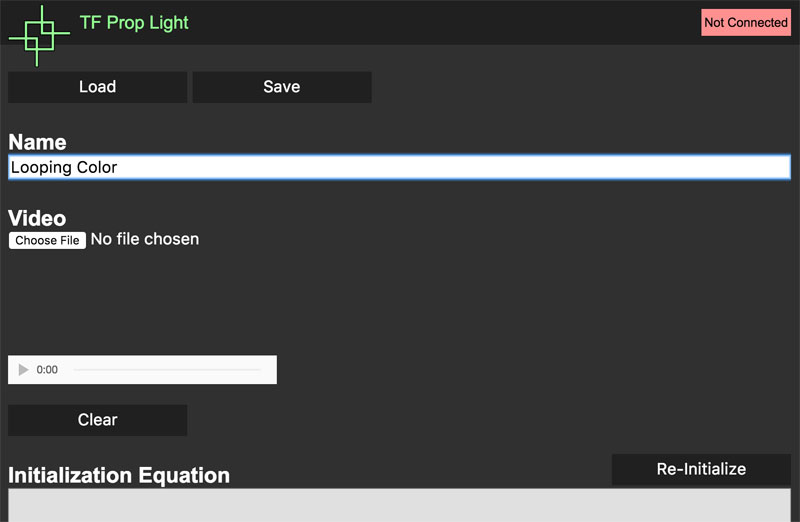 TF Prop Light
Not Connected
Load
Save
Name
Looping Color
Video
Choose File No file chosen
0:00
Clear
Initialization Equation
Re-Initialize